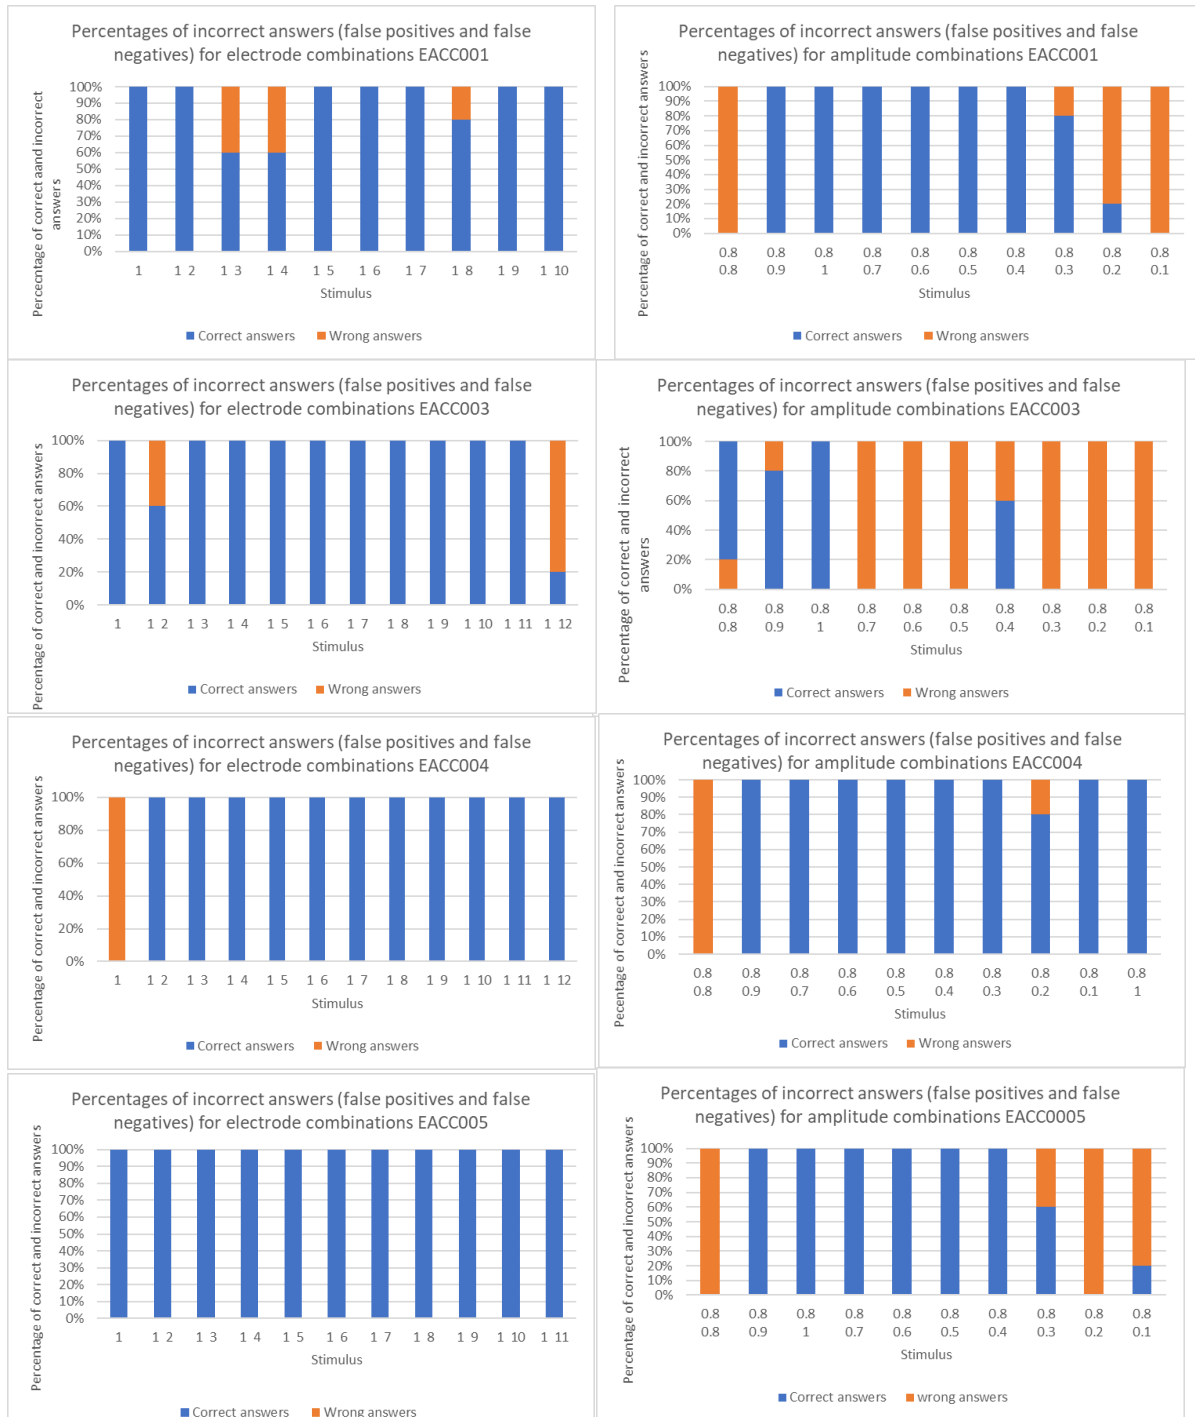 Percentages of incorrect answers (false positives and false
negatives) for electrode combinations EACC001
Perecentage of correct aand incorrect
answers
100%
90%
80%
70%
60%
50%
40%
30%
20%
10%
0%
1 1 2 1 3 1 4 1 5 1 6 1 7 1 8 1 9 1 10
Stimulus
Correct answers Wrong answers
Percentages of incorrect answers (false positives and false
negatives) for amplitude combinations EACC001
Percentage of correct and incorrect answers
100%
90%
80%
70%
60%
50%
40%
30%
20%
10%
0%
0.8 0.8 0.8 0.8 0.8 0.8 0.8 0.8 0.8 0.8
0.8 0.9 1 0.7 0.6 0.5 0.4 0.3 0.2 0.1
Stimulus
Correct answers Wrong answers
Percentages of incorrect answers (false positives and false
negatives) for electrode combinations EACC003
Percentage of correct and incorrect answers
100%
80%
60%
40%
20%
0%
1 1 2 1 3 1 4 1 5 1 6 1 7 1 8 1 9 1 10 1 11 1 12
Stimulus
Correct answers Wrong answers
Percentages of incorrect answers (false positives and false
negatives) for amplitude combinations EACC003
Percentage of correct and incorrect
answers
100%
80%
60%
40%
20%
0%
0.8 0.8 0.8 0.8 0.8 0.8 0.8 0.8 0.8 0.8
0.8 0.9 1 0.7 0.6 0.5 0.4 0.3 0.2 0.1
Stimulus
Correct answers Wrong answers
Percentages of incorrect answers (false positives and false
negatives) for electrode combinations EACC004
Percentage of correct and incorrect answers
100%
80%
60%
40%
20%
0%
1 1 2 1 3 1 4 1 5 1 6 1 7 1 8 1 9 1 10 1 11 1 12
Stimulus
Correct answers Wrong answers
Percentages of incorrect answers (false positives and false
negatives) for amplitude combinations EACC004
Pecentage of correect and incorrect answers
100%
90%
80%
70%
60%
50%
40%
30%
20%
10%
0%
0.8 0.8 0.8 0.8 0.8 0.8 0.8 0.8 0.8 0.8
0.8 0.9 0.7 0.6 0.5 0.4 0.3 0.2 0.1 1
Stimulus
Correct answers Wrong answers
Percentages of incorrect answers (false positives and false
negatives) for electrode combinations EACC005
Percentage of correct and incorrect answers
100%
90%
80%
70%
60%
50%
40%
30%
20%
10%
0%
1 1 2 1 3 1 4 1 5 1 6 1 7 1 8 1 9 1 10 1 11
Stimulus
Correct answers Wrong answers
Percentages of incorrect answers (false positives and false
negatives) for amplitude combinations EACC0005
Percentage of correct and incorrect answers
100%
90%
80%
70%
60%
50%
40%
30%
20%
10%
0%
0.8 0.8 0.8 0.8 0.8 0.8 0.8 0.8 0.8 0.8
0.8 0.9 1 0.7 0.6 0.5 0.4 0.3 0.2 0.1
Stimulus
Correct answers wrong answers